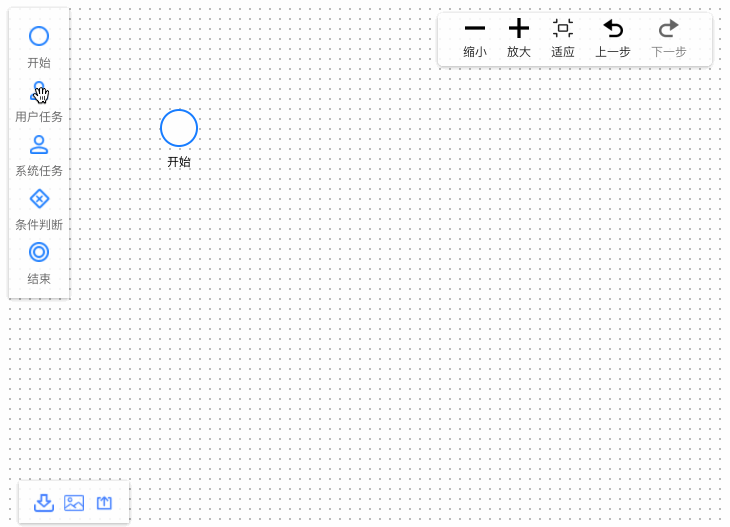 开始
用户任务
系统任务
条件判断
结束
缩小
放大
适应
上一步
下一步
开始